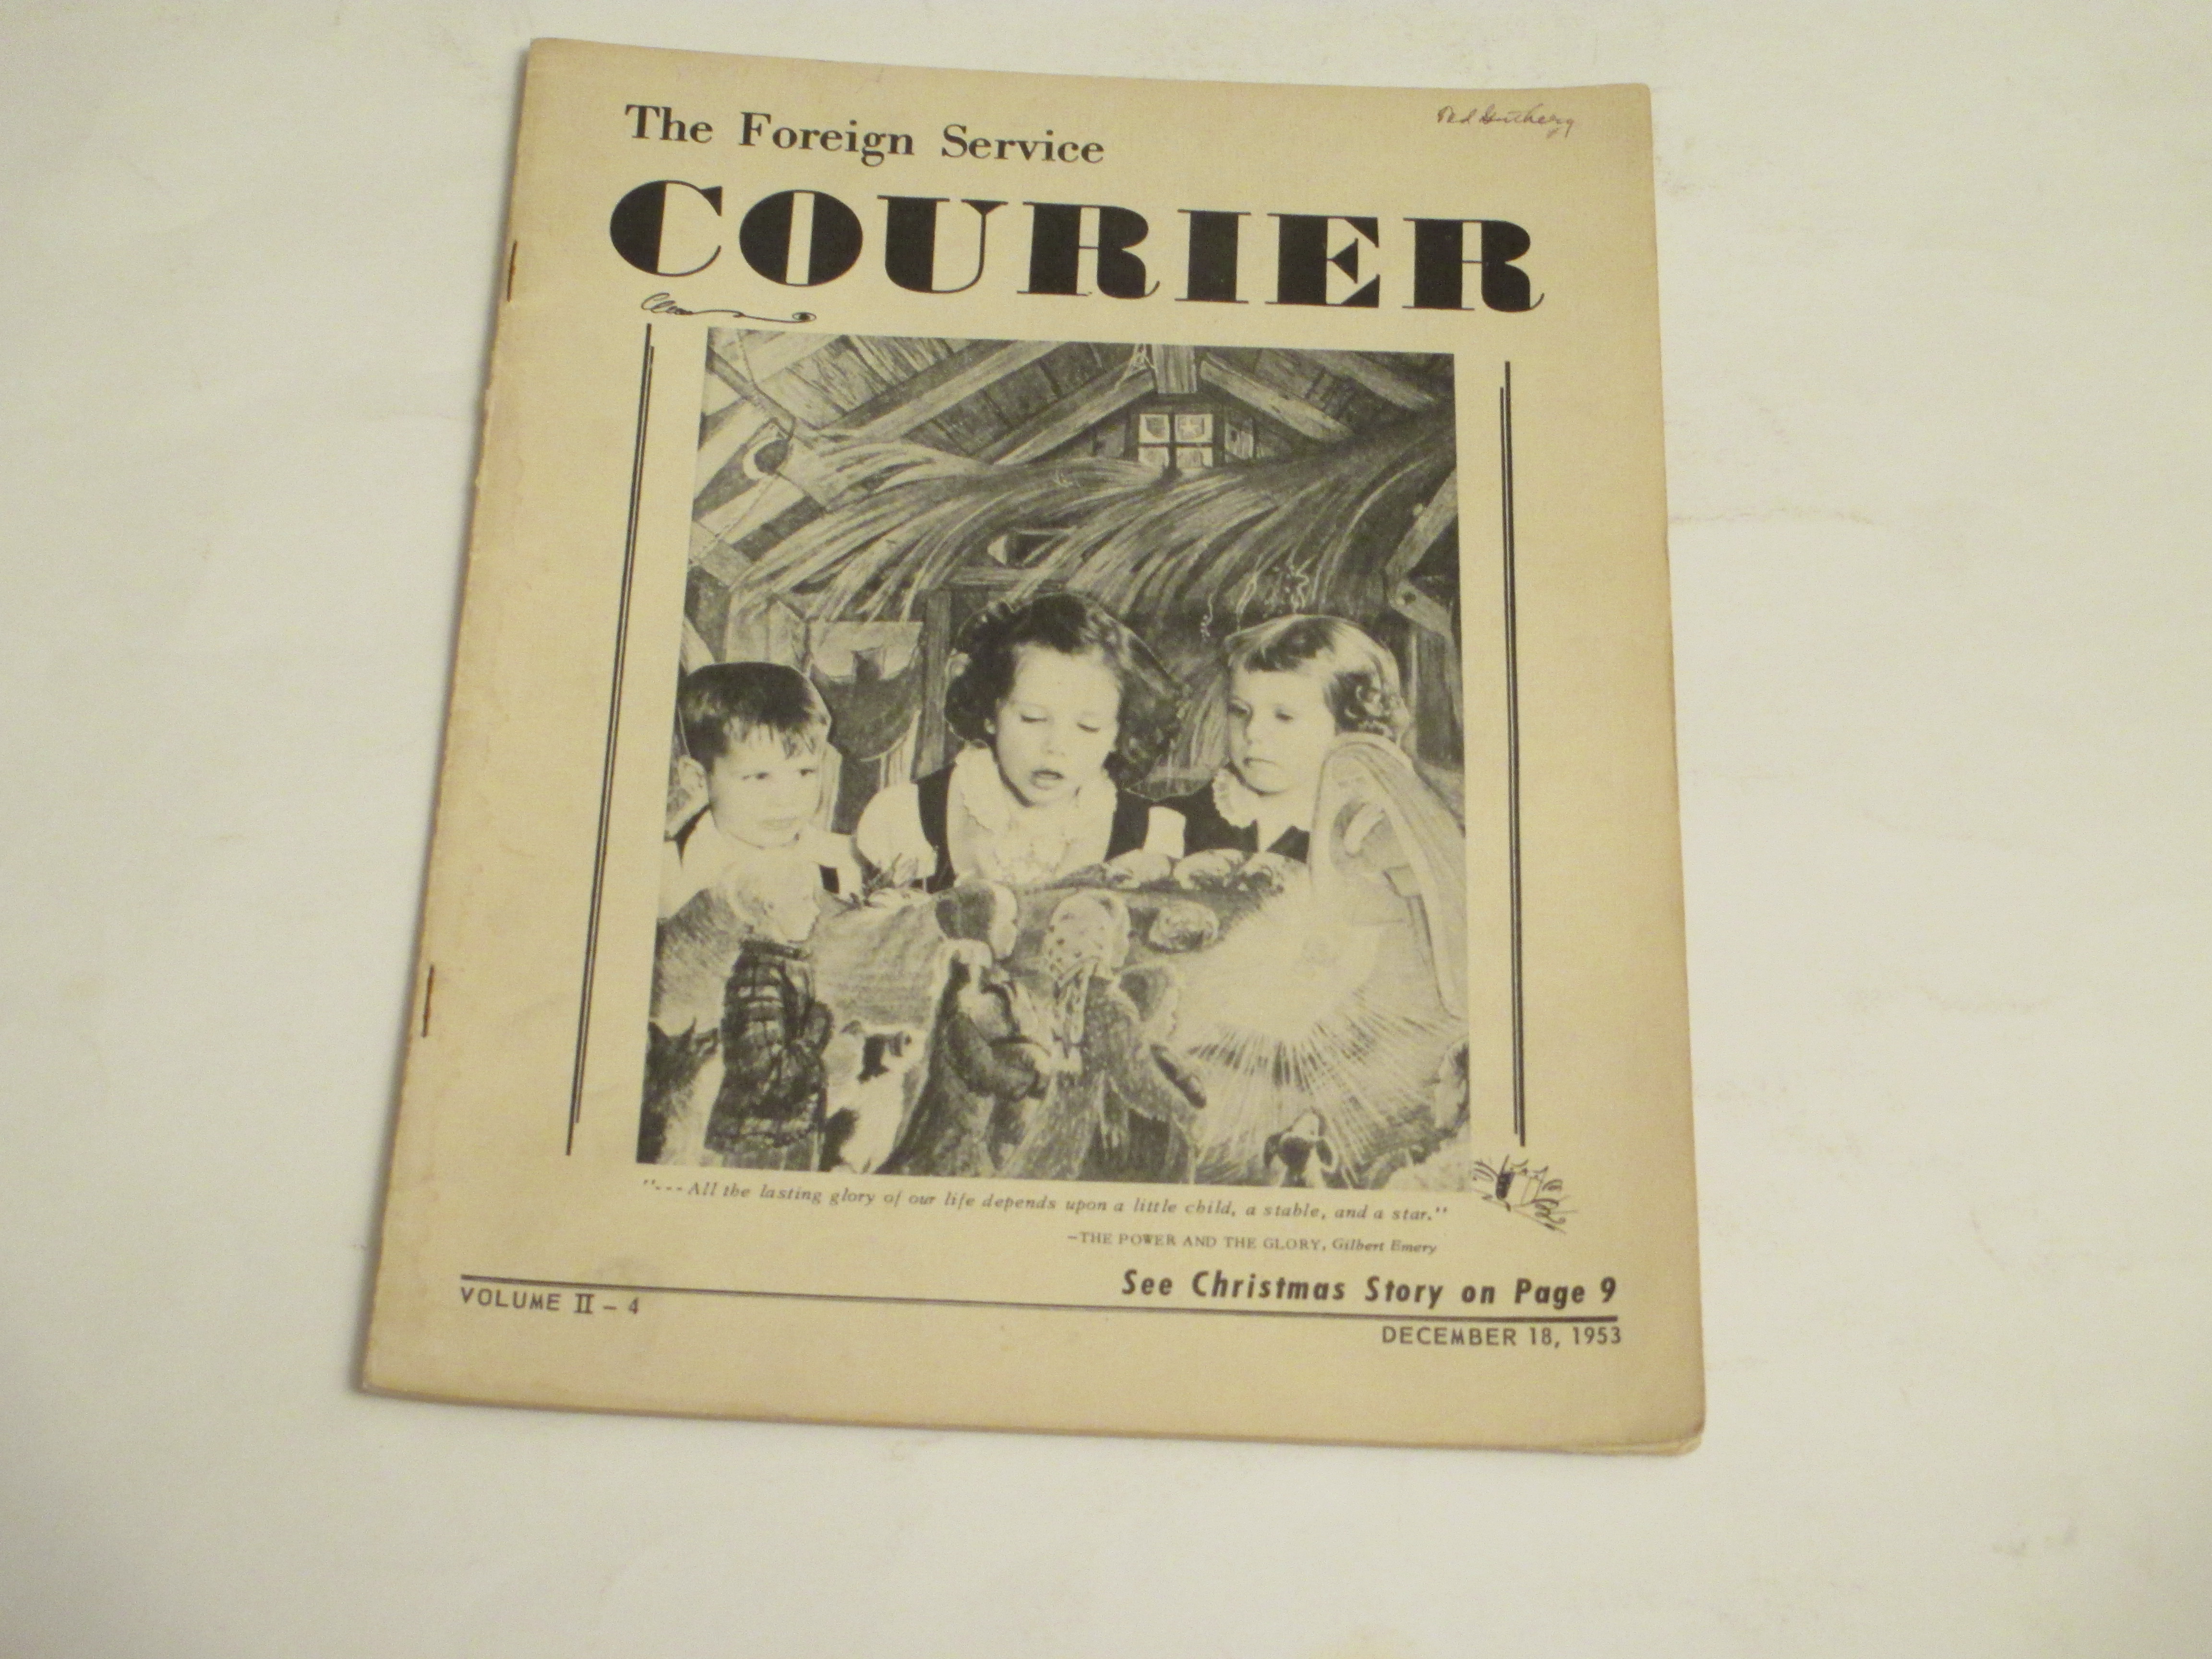 The Foreign Service
COURIER
"---All the lasting glory of our life depends upon a little child, a stable, and a star."
-THE POWER AND THE GLORY, Gilbert Emery
See Christmas Story on Page 9
VOLUME II - 4
DECEMBER 18, 1953